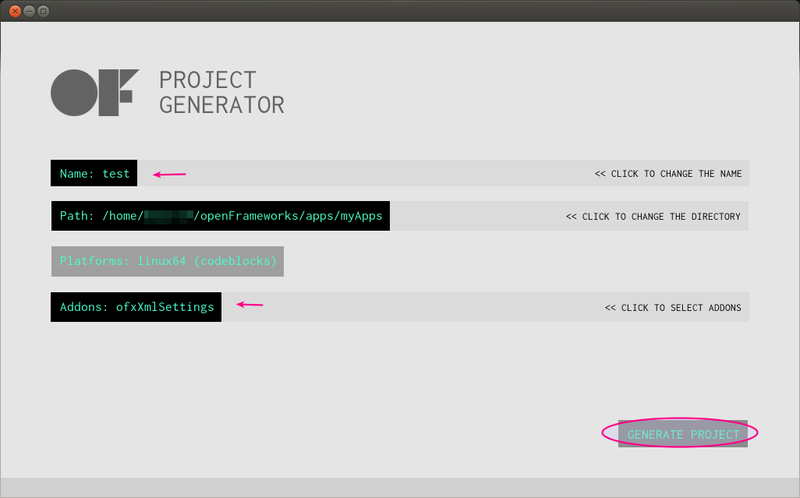 OF PROJECT
GENERATOR
Name: test
<< CLICK TO CHANGE THE NAME
Path: /home/ /openFrameworks/apps/myApps
<< CLICK TO CHANGE THE DIRECTORY
Platforms: linux64 (codeblocks)
Addons: ofxXmlSettings
<< CLICK TO SELECT ADDONS
GENERATE PROJECT